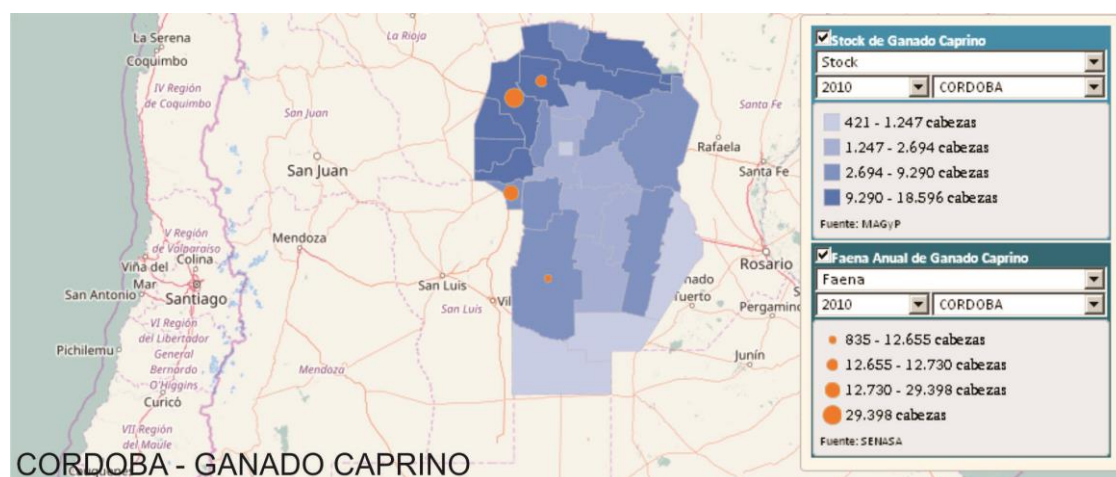 La Serena
Coquimbo
La Rioja
IV Región
de Coquimbo
San Juan
San Juan
Santa Fe
Rafaela
Santa Fe
V Región
de Valparaíso
Viña del
Mar
Colina
San Antonio
Santiago
Mendoza
San Luis
San Luis
Vil
Rosario
nado
uerto
Pergamino
VI Región
del Libertador
General
Bernardo
O'Higgins
Pichilemu
Mendoza
Junín
Curicó
VII Región
del Maule
Cauquenes
CORDOBA - GANADO CAPRINO
Stock de Ganado Caprino
Stock
2010 CORDOBA
421 - 1.247 cabezas
1.247 - 2.694 cabezas
2.694 - 9.290 cabezas
9.290 - 18.596 cabezas
Fuente: MAGyP
Faena Anual de Ganado Caprino
Faena
2010 CORDOBA
835 - 12.655 cabezas
12.655 - 12.730 cabezas
12.730 - 29.398 cabezas
29.398 cabezas
Fuente: SENASA